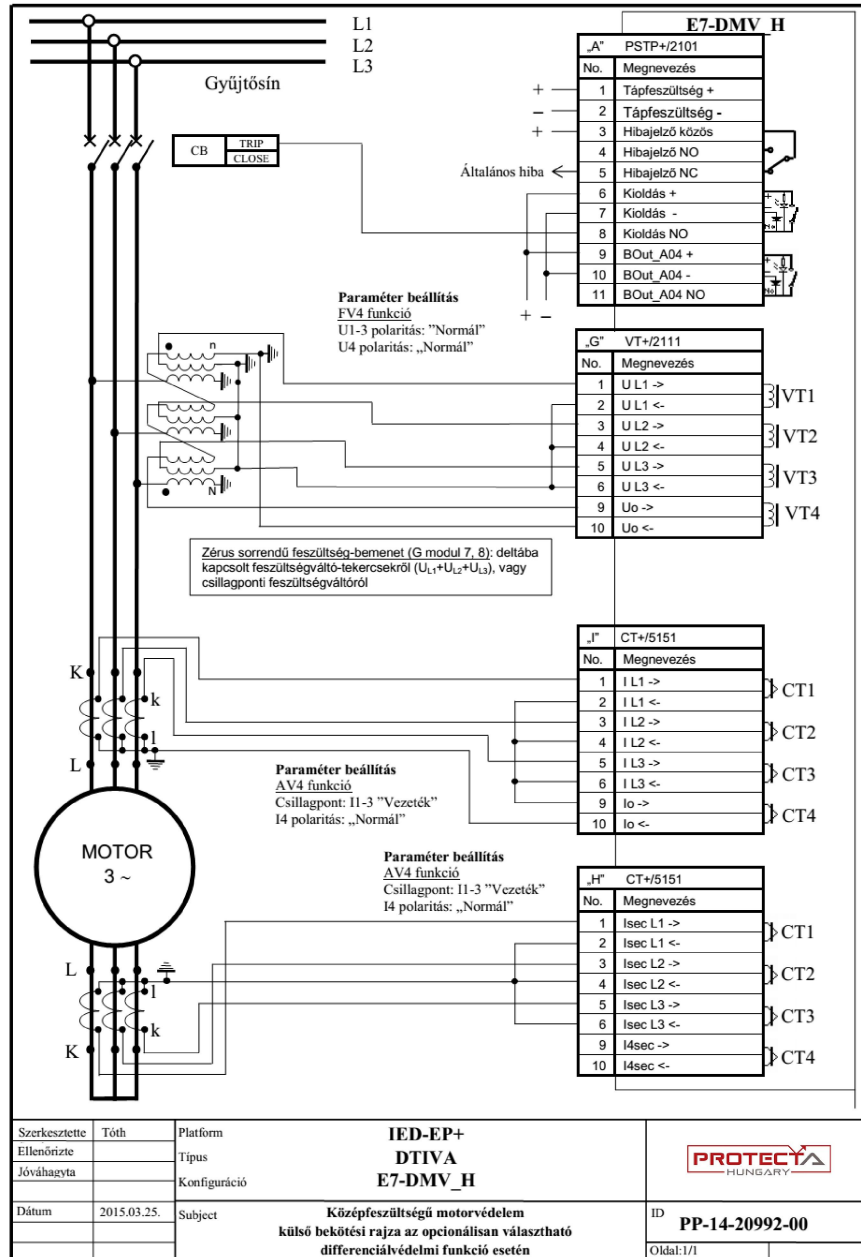 L1
L2
L3
Gyűjtősín
CB
TRIP
CLOSE
Általános hiba
+
–
+
E7-DMV_H
„A” PSTP+/2101
No. Megnevezés
1 Tápfeszültség +
2 Tápfeszültség -
3 Hibajelző közös
4 Hibajelző NO
5 Hibajelző NC
6 Kioldás +
7 Kioldás -
8 Kioldás NO
9 BOut_A04 +
10 BOut_A04 -
11 BOut_A04 NO
+ –
Paraméter beállítás
FV4 funkció
U1-3 polaritás: ”Normál”
U4 polaritás: „Normál”
n
N
„G” VT+/2111
No. Megnevezés
1 U L1 ->
2 U L1 <-
3 U L2 ->
4 U L2 <-
5 U L3 ->
6 U L3 <-
9 Uo ->
10 Uo <-
VT1
VT2
VT3
VT4
Zérus sorrendű feszültség-bemenet (G modul 7, 8): deltába
kapcsolt feszültségváltó-tekercsekről (UL1+UL2+UL3), vagy
csillagponti feszültségváltóról
K
k
l
L
„I” CT+/5151
No. Megnevezés
1 I L1 ->
2 I L1 <-
3 I L2 ->
4 I L2 <-
5 I L3 ->
6 I L3 <-
9 Io ->
10 Io <-
CT1
CT2
CT3
CT4
Paraméter beállítás
AV4 funkció
Csillagpont: I1-3 ”Vezeték”
I4 polaritás: „Normál”
MOTOR
3 ~
Paraméter beállítás
AV4 funkció
Csillagpont: I1-3 ”Vezeték”
I4 polaritás: „Normál”
L
l
k
K
„H” CT+/5151
No. Megnevezés
1 Isec L1 ->
2 Isec L1 <-
3 Isec L2 ->
4 Isec L2 <-
5 Isec L3 ->
6 Isec L3 <-
9 I4sec ->
10 I4sec <-
CT1
CT2
CT3
CT4
Szerkesztette Tóth
Ellenőrizte
Jóváhagyta
Dátum 2015.03.25.
Platform IED-EP+
Típus DTIVA
Konfiguráció E7-DMV_H
Subject Középfeszültségű motorvédelem
külső bekötési rajza az opcionálisan választható
differenciálvédelmi funkció esetén
PROTECTA
HUNGARY
ID PP-14-20992-00
Oldal:1/1